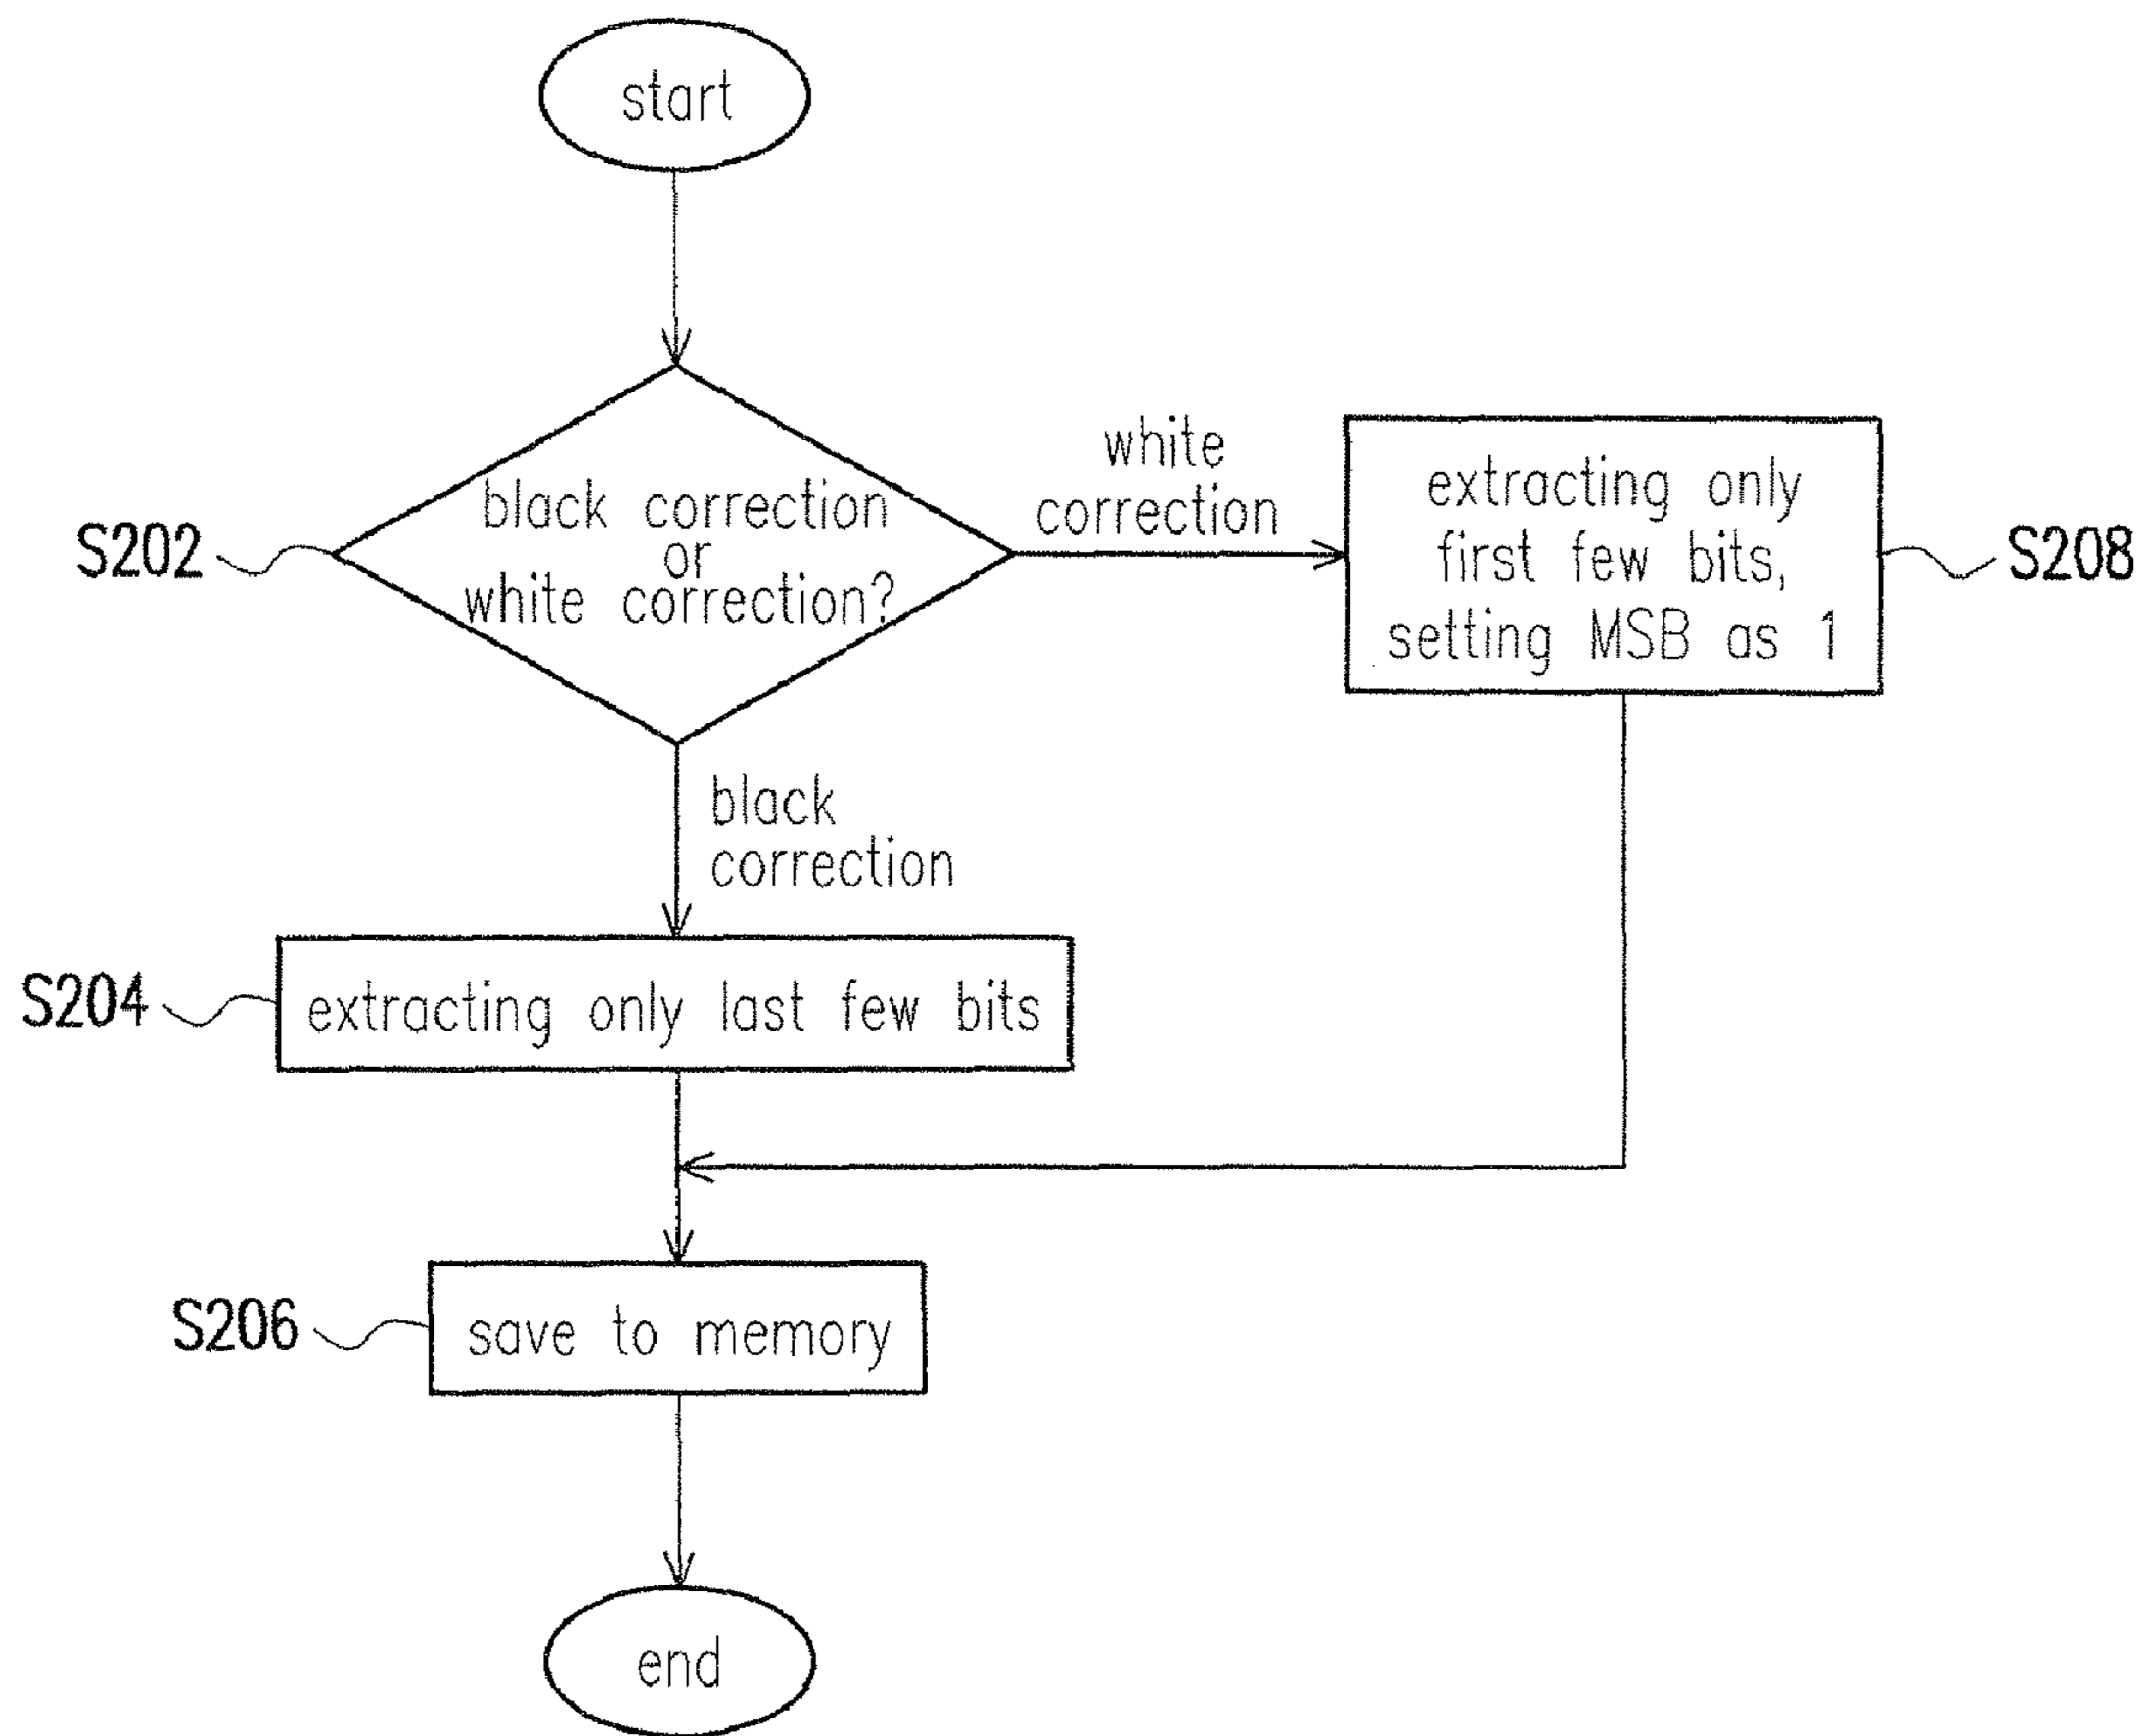 start
black correction
or
white correction?
S202
white
correction
extracting only
first few bits,
setting MSB as 1
S208
black
correction
S204
extracting only last few bits
S206
save to memory
end